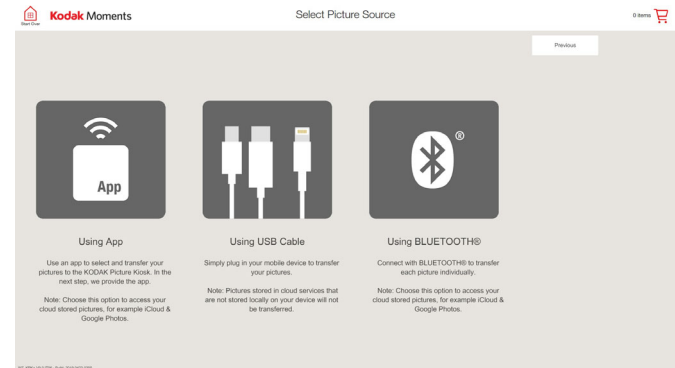 Kodak Moments
Select Picture Source
0 items
Start Over
Previous
App
®
Using App
Use an app to select and transfer your
pictures to the KODAK Picture Kiosk. In the
next step, we provide the app.
Note: Choose this option to access your
cloud stored pictures, for example iCloud &
Google Photos.
Using USB Cable
Simply plug in your mobile device to transfer
your pictures.
Note: Pictures stored in cloud services that
are not stored locally on your device will not
be transferred.
Using BLUETOOTH®
Connect with BLUETOOTH® to transfer
each picture individually.
Note: Choose this option to access your
cloud stored pictures, for example iCloud &
Google Photos.